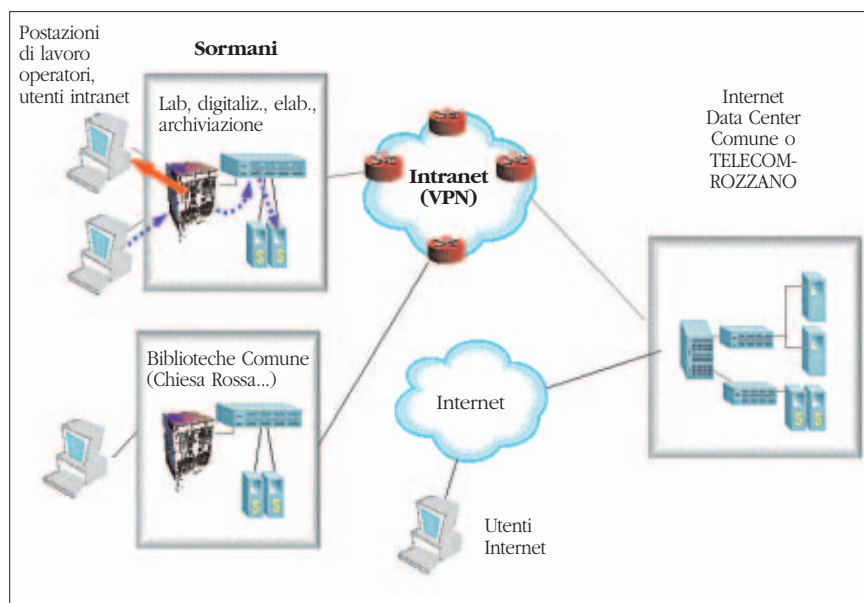 Postazioni
di lavoro
operatori,
utenti intranet
Sormani
Lab, digitaliz., elab.,
archiviazione
Intranet
(VPN)
Internet
Data Center
Comune o
TELECOM-
ROZZANO
Biblioteche Comune
(Chiesa Rossa...)
Internet
Utenti
Internet
S
S
S
S
S
S